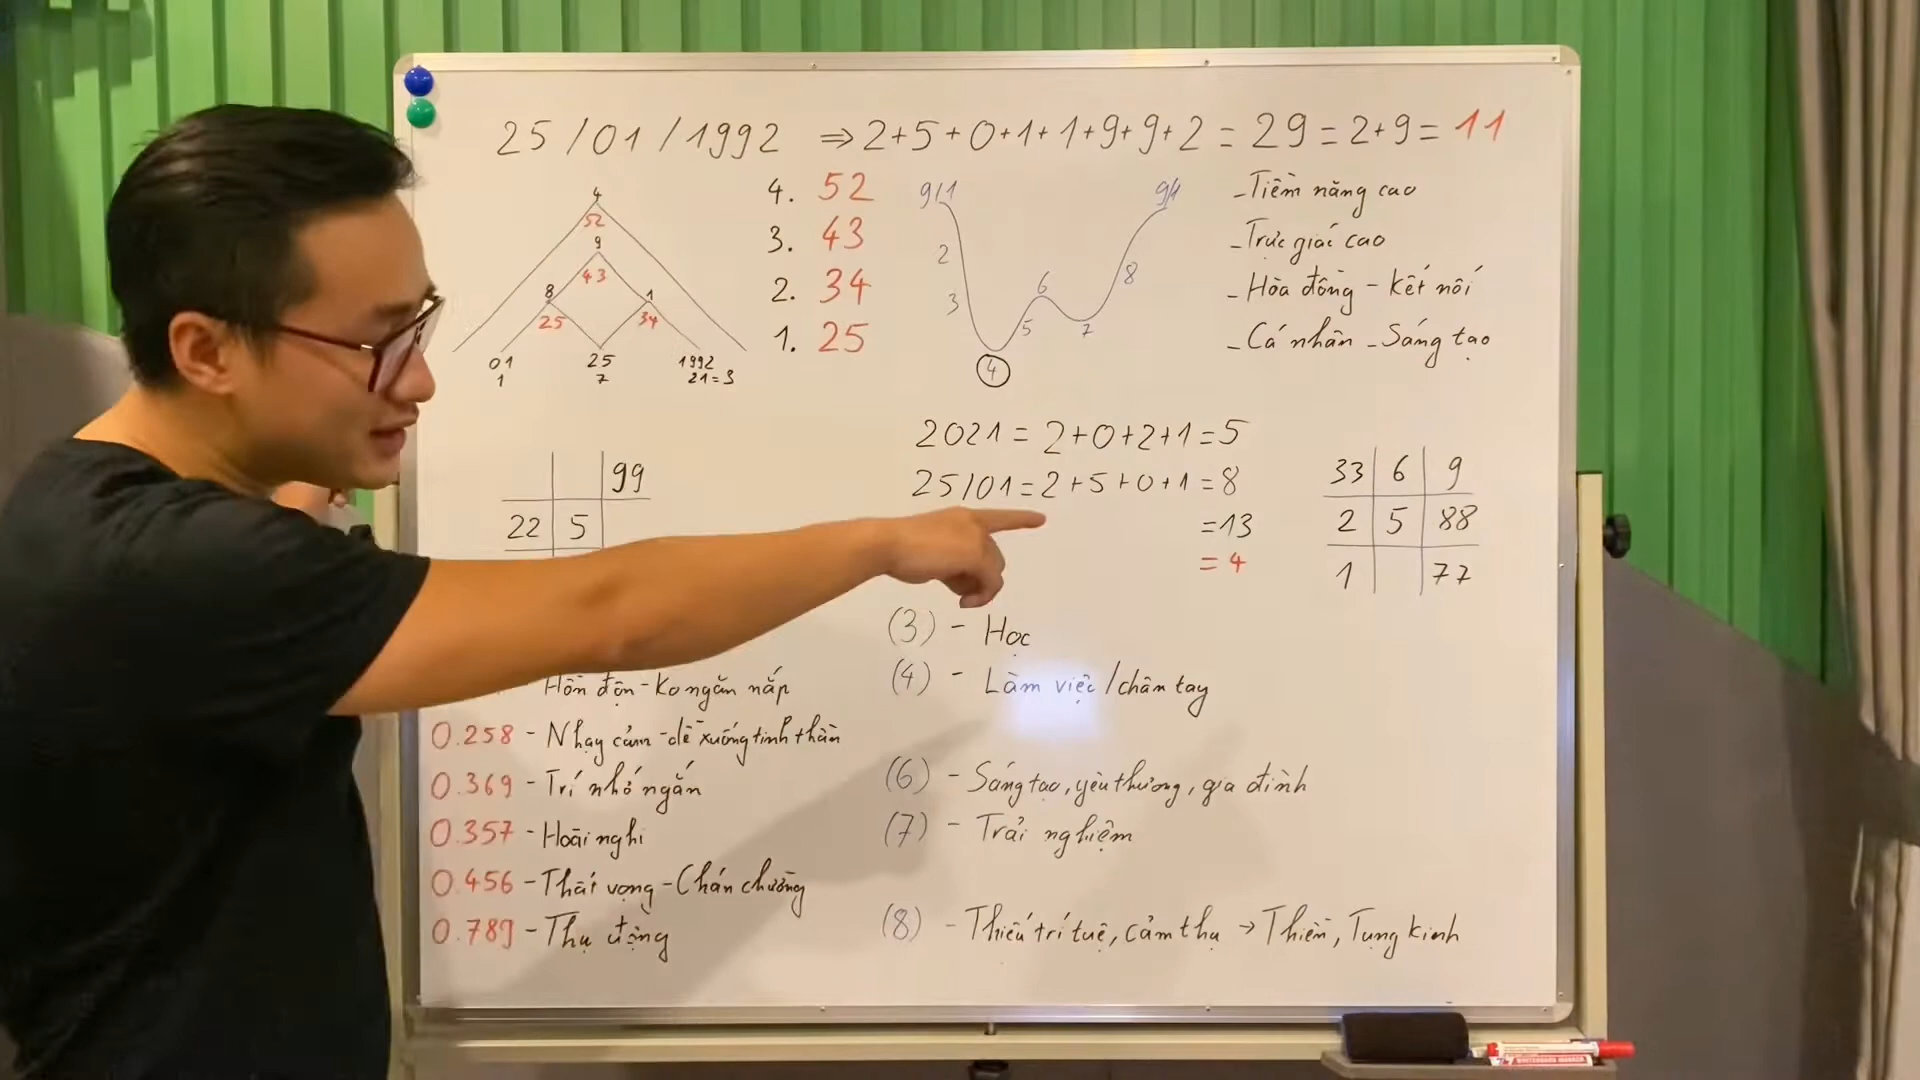 25/01/1992 ⇒ 2+5+0+1+1+9+9+2 = 29 = 2+9 = 11
4
52
9
43
8 1
25 34
01 25 1992
1 7 21=3
4. 52
3. 43
2. 34
1. 25
9/1 9/1
2
3
4
5
6
7
8
- Tiềm năng cao
- Trực giác cao
- Hòa đồng - Kết nối
- Cá nhân - Sáng tạo
99
22 5
2021 = 2+0+2+1 = 5
25/01 = 2+5+0+1 = 8
= 13
= 4
33 6 9
2 5 88
1 77
Hỗn độn - Ko ngăn nắp
0.258 - Nhạy cảm - dễ xuống tinh thần
0.369 - Trí nhớ ngắn
0.357 - Hoài nghi
0.456 - Thất vọng - Chán chường
0.789 - Thụ động
(3) - Học
(4) - Làm việc / chân tay
(6) - Sáng tạo, yêu thương, gia đình
(7) - Trải nghiệm
(8) - Thiếu trí tuệ, cảm thụ → Thiền, Tụng kinh
WHITEBOARD MARKER